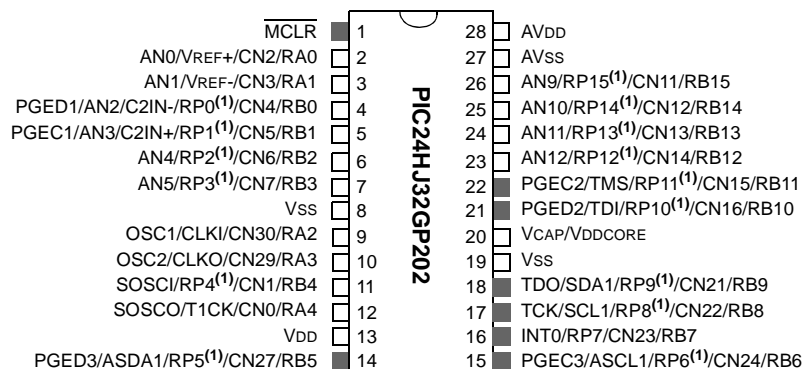 MCLR 1 28 AVDD
AN0/VREF+/CN2/RA0 2 27 AVss
AN1/VREF-/CN3/RA1 3 26 AN9/RP15(1)/CN11/RB15
PGED1/AN2/C2IN-/RP0(1)/CN4/RB0 4 25 AN10/RP14(1)/CN12/RB14
PGEC1/AN3/C2IN+/RP1(1)/CN5/RB1 5 24 AN11/RP13(1)/CN13/RB13
AN4/RP2(1)/CN6/RB2 6 23 AN12/RP12(1)/CN14/RB12
AN5/RP3(1)/CN7/RB3 7 22 PGEC2/TMS/RP11(1)/CN15/RB11
Vss 8 21 PGED2/TDI/RP10(1)/CN16/RB10
OSC1/CLKI/CN30/RA2 9 20 VCAP/VDDCORE
OSC2/CLKO/CN29/RA3 10 19 Vss
SOSCI/RP4(1)/CN1/RB4 11 18 TDO/SDA1/RP9(1)/CN21/RB9
SOSCO/T1CK/CN0/RA4 12 17 TCK/SCL1/RP8(1)/CN22/RB8
VDD 13 16 INT0/RP7/CN23/RB7
PGED3/ASDA1/RP5(1)/CN27/RB5 14 15 PGEC3/ASCL1/RP6(1)/CN24/RB6
PIC24HJ32GP202